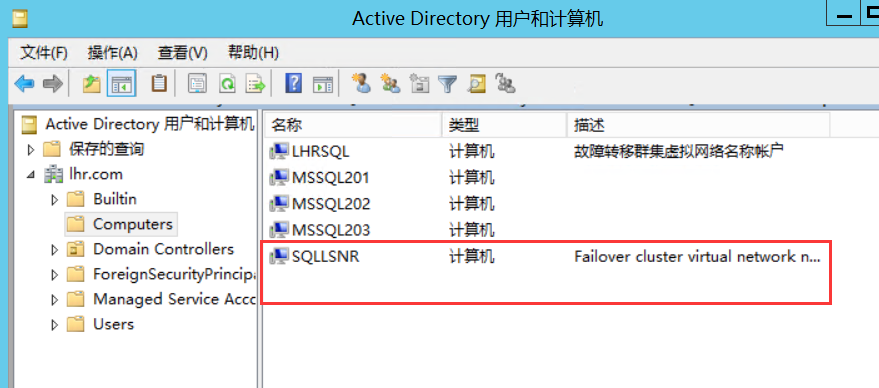 Active Directory 用户和计算机
文件(F) 操作(A) 查看(V) 帮助(H)
Active Directory 用户和计算机
保存的查询
lhr.com
Builtin
Computers
Domain Controllers
ForeignSecurityPrincipa
Managed Service Acco
Users
名称 类型 描述
LHRSQL 计算机 故障转移群集虚拟网络名称帐户
MSSQL201 计算机
MSSQL202 计算机
MSSQL203 计算机
SQLLSNR 计算机 Failover cluster virtual network n...